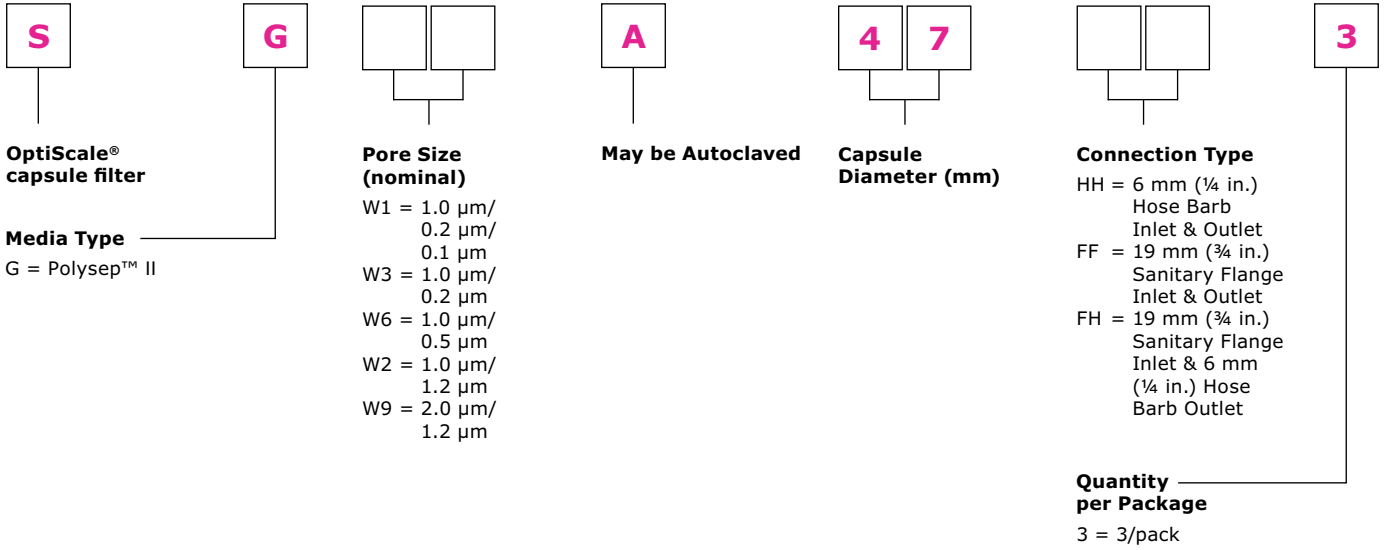 S G A 4 7 3
OptiScale®
capsule filter
Media Type
G = Polysep™ II
Pore Size
(nominal)
W1 = 1.0 µm/
0.2 µm/
0.1 µm
W3 = 1.0 µm/
0.2 µm
W6 = 1.0 µm/
0.5 µm
W2 = 1.0 µm/
1.2 µm
W9 = 2.0 µm/
1.2 µm
May be Autoclaved
Capsule
Diameter (mm)
Connection Type
HH = 6 mm (¼ in.)
Hose Barb
Inlet & Outlet
FF = 19 mm (¾ in.)
Sanitary Flange
Inlet & Outlet
FH = 19 mm (¾ in.)
Sanitary Flange
Inlet & 6 mm
(¼ in.) Hose
Barb Outlet
Quantity
per Package
3 = 3/pack